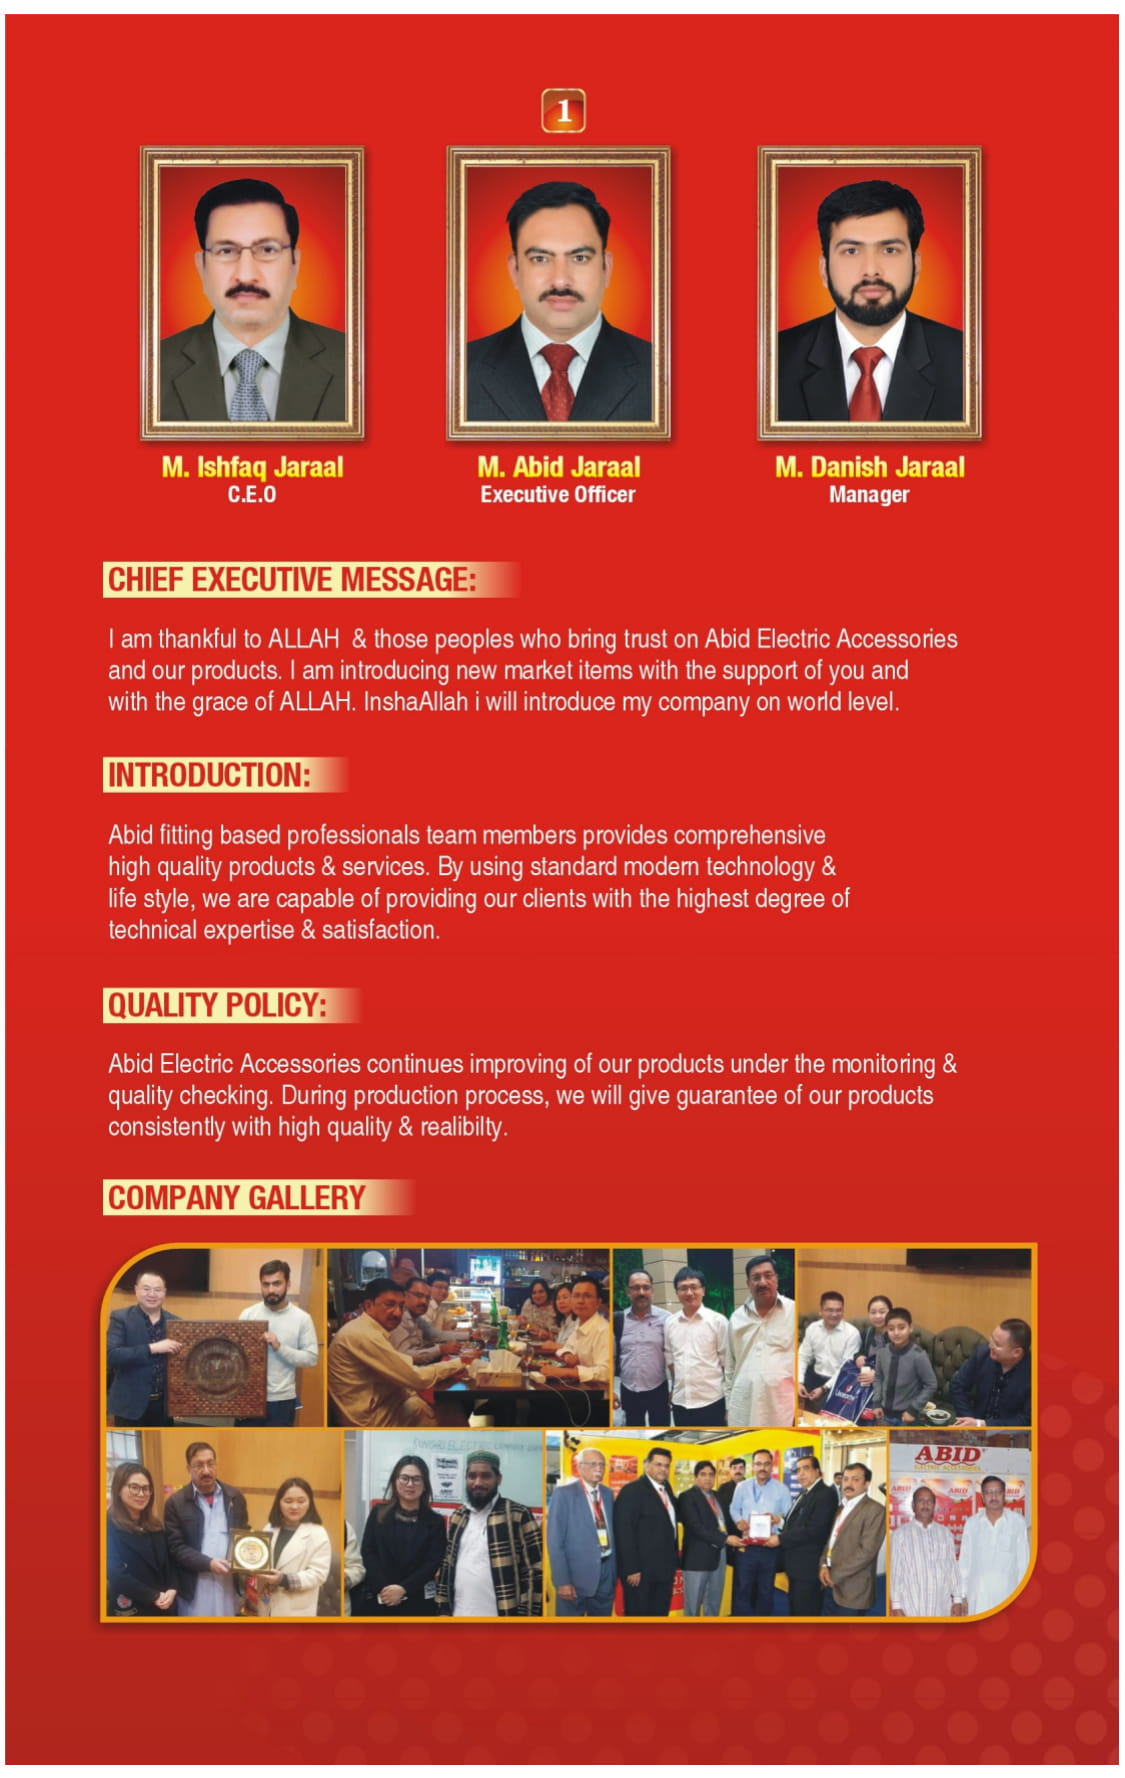 1
M. Ishfaq Jaraal
C.E.O
M. Abid Jaraal
Executive Officer
M. Danish Jaraal
Manager
CHIEF EXECUTIVE MESSAGE:
I am thankful to ALLAH & those peoples who bring trust on Abid Electric Accessories
and our products. I am introducing new market items with the support of you and
with the grace of ALLAH. InshaAllah i will introduce my company on world level.
INTRODUCTION:
Abid fitting based professionals team members provides comprehensive
high quality products & services. By using standard modern technology &
life style, we are capable of providing our clients with the highest degree of
technical expertise & satisfaction.
QUALITY POLICY:
Abid Electric Accessories continues improving of our products under the monitoring &
quality checking. During production process, we will give guarantee of our products
consistently with high quality & realibilty.
COMPANY GALLERY
ABID
ELECTRIC ACCESSORIES
ABID
ABID
ABID